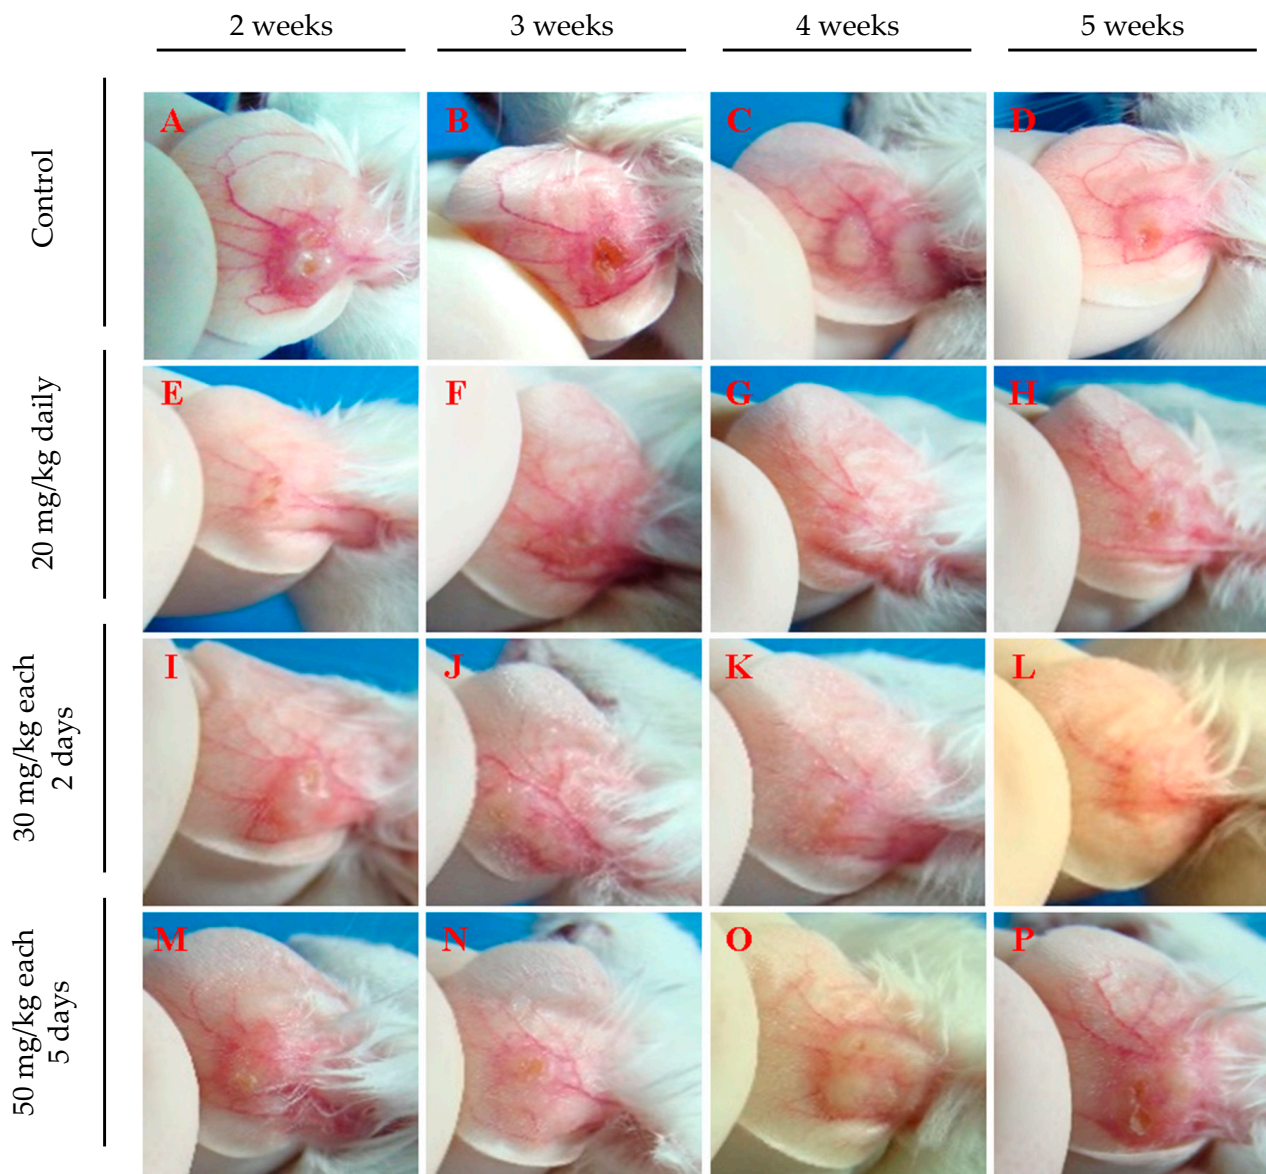 2 weeks
3 weeks
4 weeks
5 weeks
Control
A
B
C
D
20 mg/kg daily
E
F
G
H
30 mg/kg each
2 days
I
J
K
L
50 mg/kg each
5 days
M
N
O
P